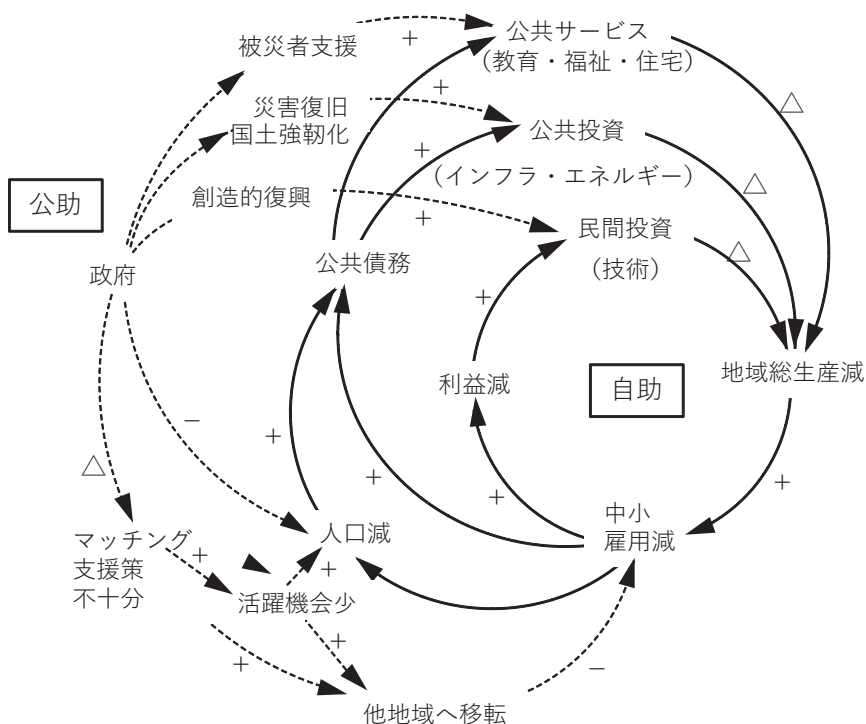 公共サービス
(教育・福祉・住宅)
被災者支援
+
+
△
災害復旧
国土強靭化
公共投資
+
(インフラ・エネルギー)
△
公助
創造的復興
+
民間投資
(技術)
△
政府
公共債務
+
利益減
自助
地域総生産減
−
△
+
+
+
+
マッチング
支援策
不十分
+
人口減
+
中小
雇用減
活躍機会少
+
+
−
他地域へ移転